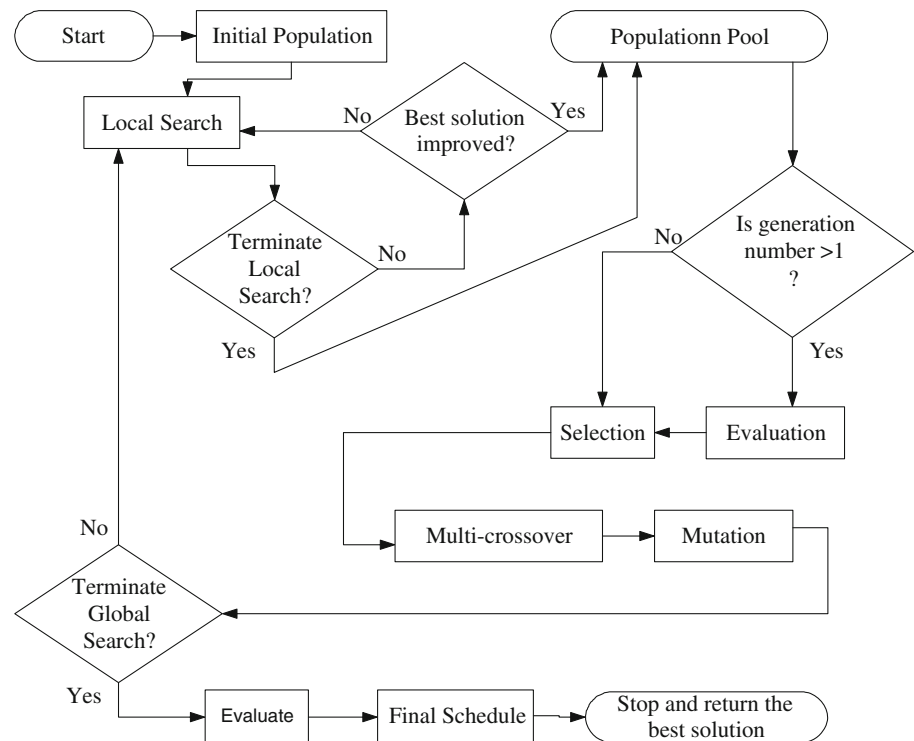 Start
Initial Population
Populationn Pool
Local Search
No
Best solution
improved?
Yes
Terminate
Local
Search?
No
Yes
Is generation
number >1
?
No
Yes
Selection
Evaluation
Multi-crossover
Mutation
No
Terminate
Global
Search?
Yes
Evaluate
Final Schedule
Stop and return the
best solution